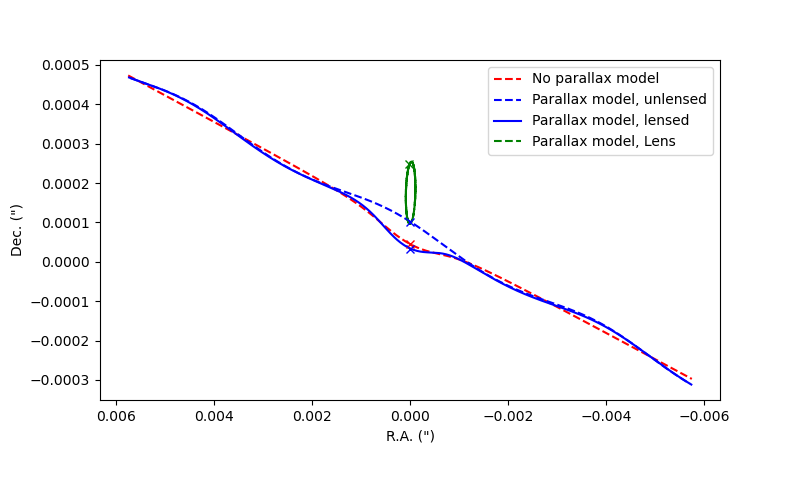 0.0005
0.0004
0.0003
0.0002
0.0001
0.0000
−0.0001
−0.0002
−0.0003
Dec. (")
No parallax model
Parallax model, unlensed
Parallax model, lensed
Parallax model, Lens
0.006 0.004 0.002 0.000 −0.002 −0.004 −0.006
R.A. (")